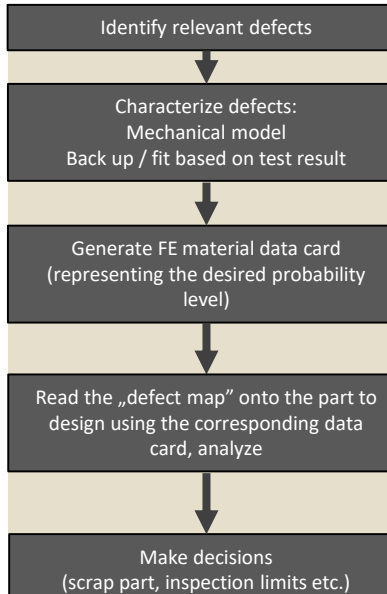 Identify relevant defects
Characterize defects:
Mechanical model
Back up / fit based on test result
Generate FE material data card
(representing the desired probability
level)
Read the „defect map” onto the part to
design using the corresponding data
card, analyze
Make decisions
(scrap part, inspection limits etc.)